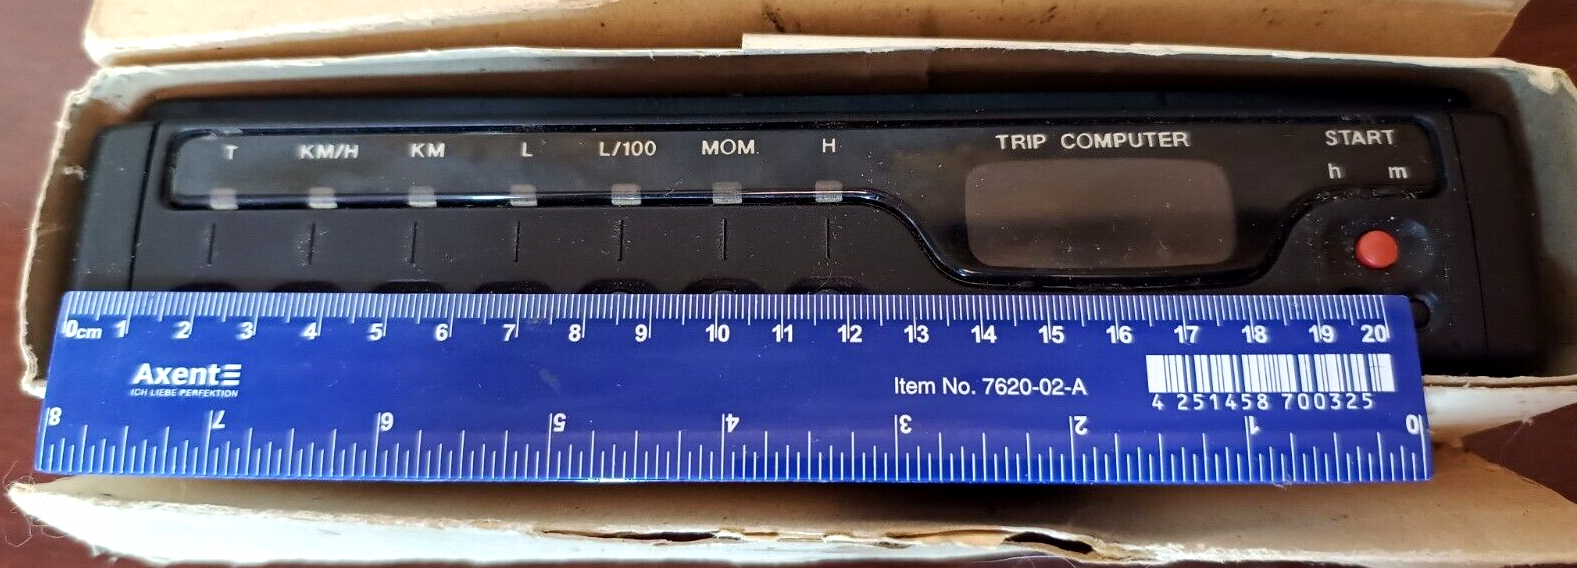 T KM/H KM L L/100 MOM. H
TRIP COMPUTER
START
h m
0cm 1 2 3 4 5 6 7 8 9 10 11 12 13 14 15 16 17 18 19 20
Axent
ICH LIEBE PERFEKTION
Item No. 7620-02-A
4 251458 700325
8 7 6 5 4 3 2 1 0